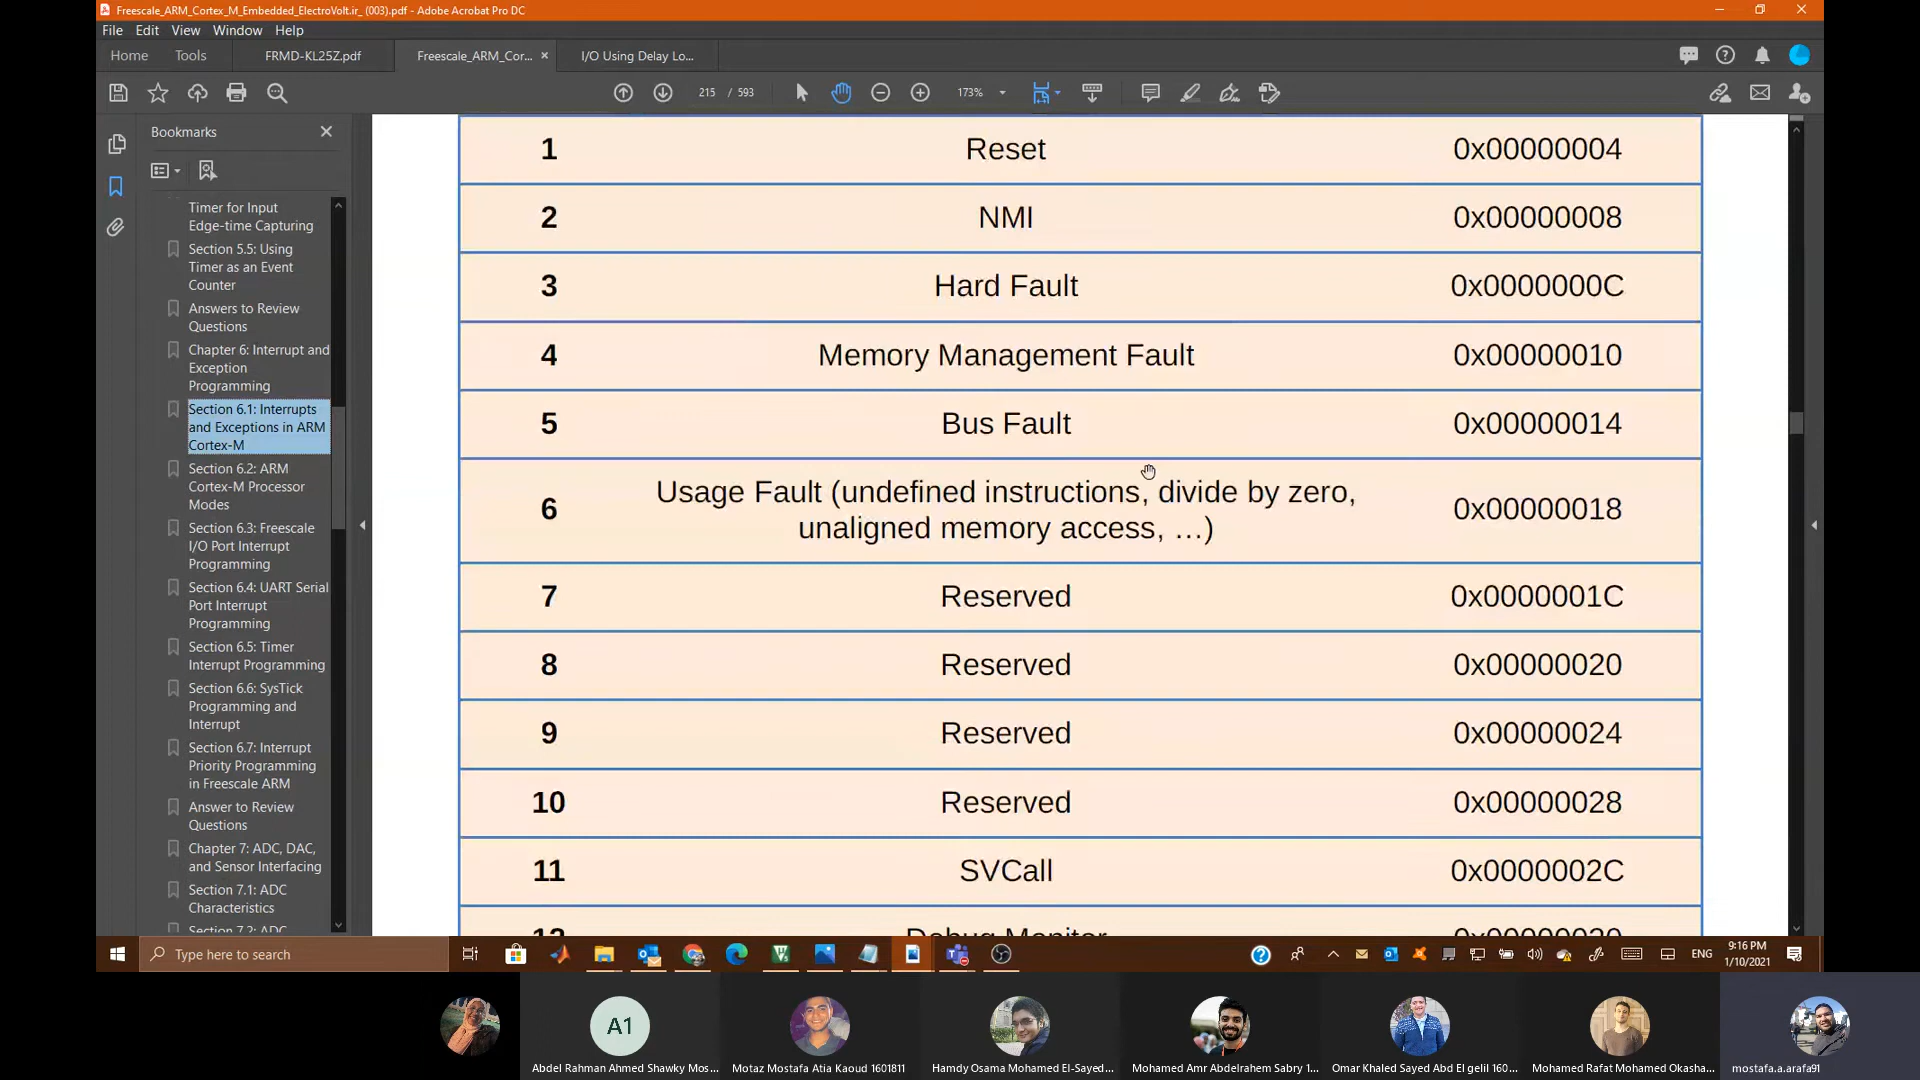 Freescale_ARM_Cortex_M_Embedded_ElectroVolt.ir_ (003).pdf - Adobe Acrobat Pro DC
File Edit View Window Help
Home Tools FRMD-KL25Z.pdf Freescale_ARM_Cor... × I/O Using Delay Lo...
215 / 593 173%
Bookmarks
Timer for Input
Edge-time Capturing
Section 5.5: Using
Timer as an Event
Counter
Answers to Review
Questions
Chapter 6: Interrupt and
Exception
Programming
Section 6.1: Interrupts
and Exceptions in ARM
Cortex-M
Section 6.2: ARM
Cortex-M Processor
Modes
Section 6.3: Freescale
I/O Port Interrupt
Programming
Section 6.4: UART Serial
Port Interrupt
Programming
Section 6.5: Timer
Interrupt Programming
Section 6.6: SysTick
Programming and
Interrupt
Section 6.7: Interrupt
Priority Programming
in Freescale ARM
Answer to Review
Questions
Chapter 7: ADC, DAC,
and Sensor Interfacing
Section 7.1: ADC
Characteristics
Section 7.2: ADC
1 Reset 0x00000004
2 NMI 0x00000008
3 Hard Fault 0x0000000C
4 Memory Management Fault 0x00000010
5 Bus Fault 0x00000014
6 Usage Fault (undefined instructions, divide by zero,
unaligned memory access, …) 0x00000018
7 Reserved 0x0000001C
8 Reserved 0x00000020
9 Reserved 0x00000024
10 Reserved 0x00000028
11 SVCall 0x0000002C
12 Debug Monitor 0x00000030
Type here to search
ENG
9:16 PM
1/10/2021
A1
Abdel Rahman Ahmed Shawky Mos...
Motaz Mostafa Atia Kaoud 1601811
Hamdy Osama Mohamed El-Sayed...
Mohamed Amr Abdelrahem Sabry 1...
Omar Khaled Sayed Abd El gelil 160...
Mohamed Rafat Mohamed Okasha...
mostafa.a.arafa91